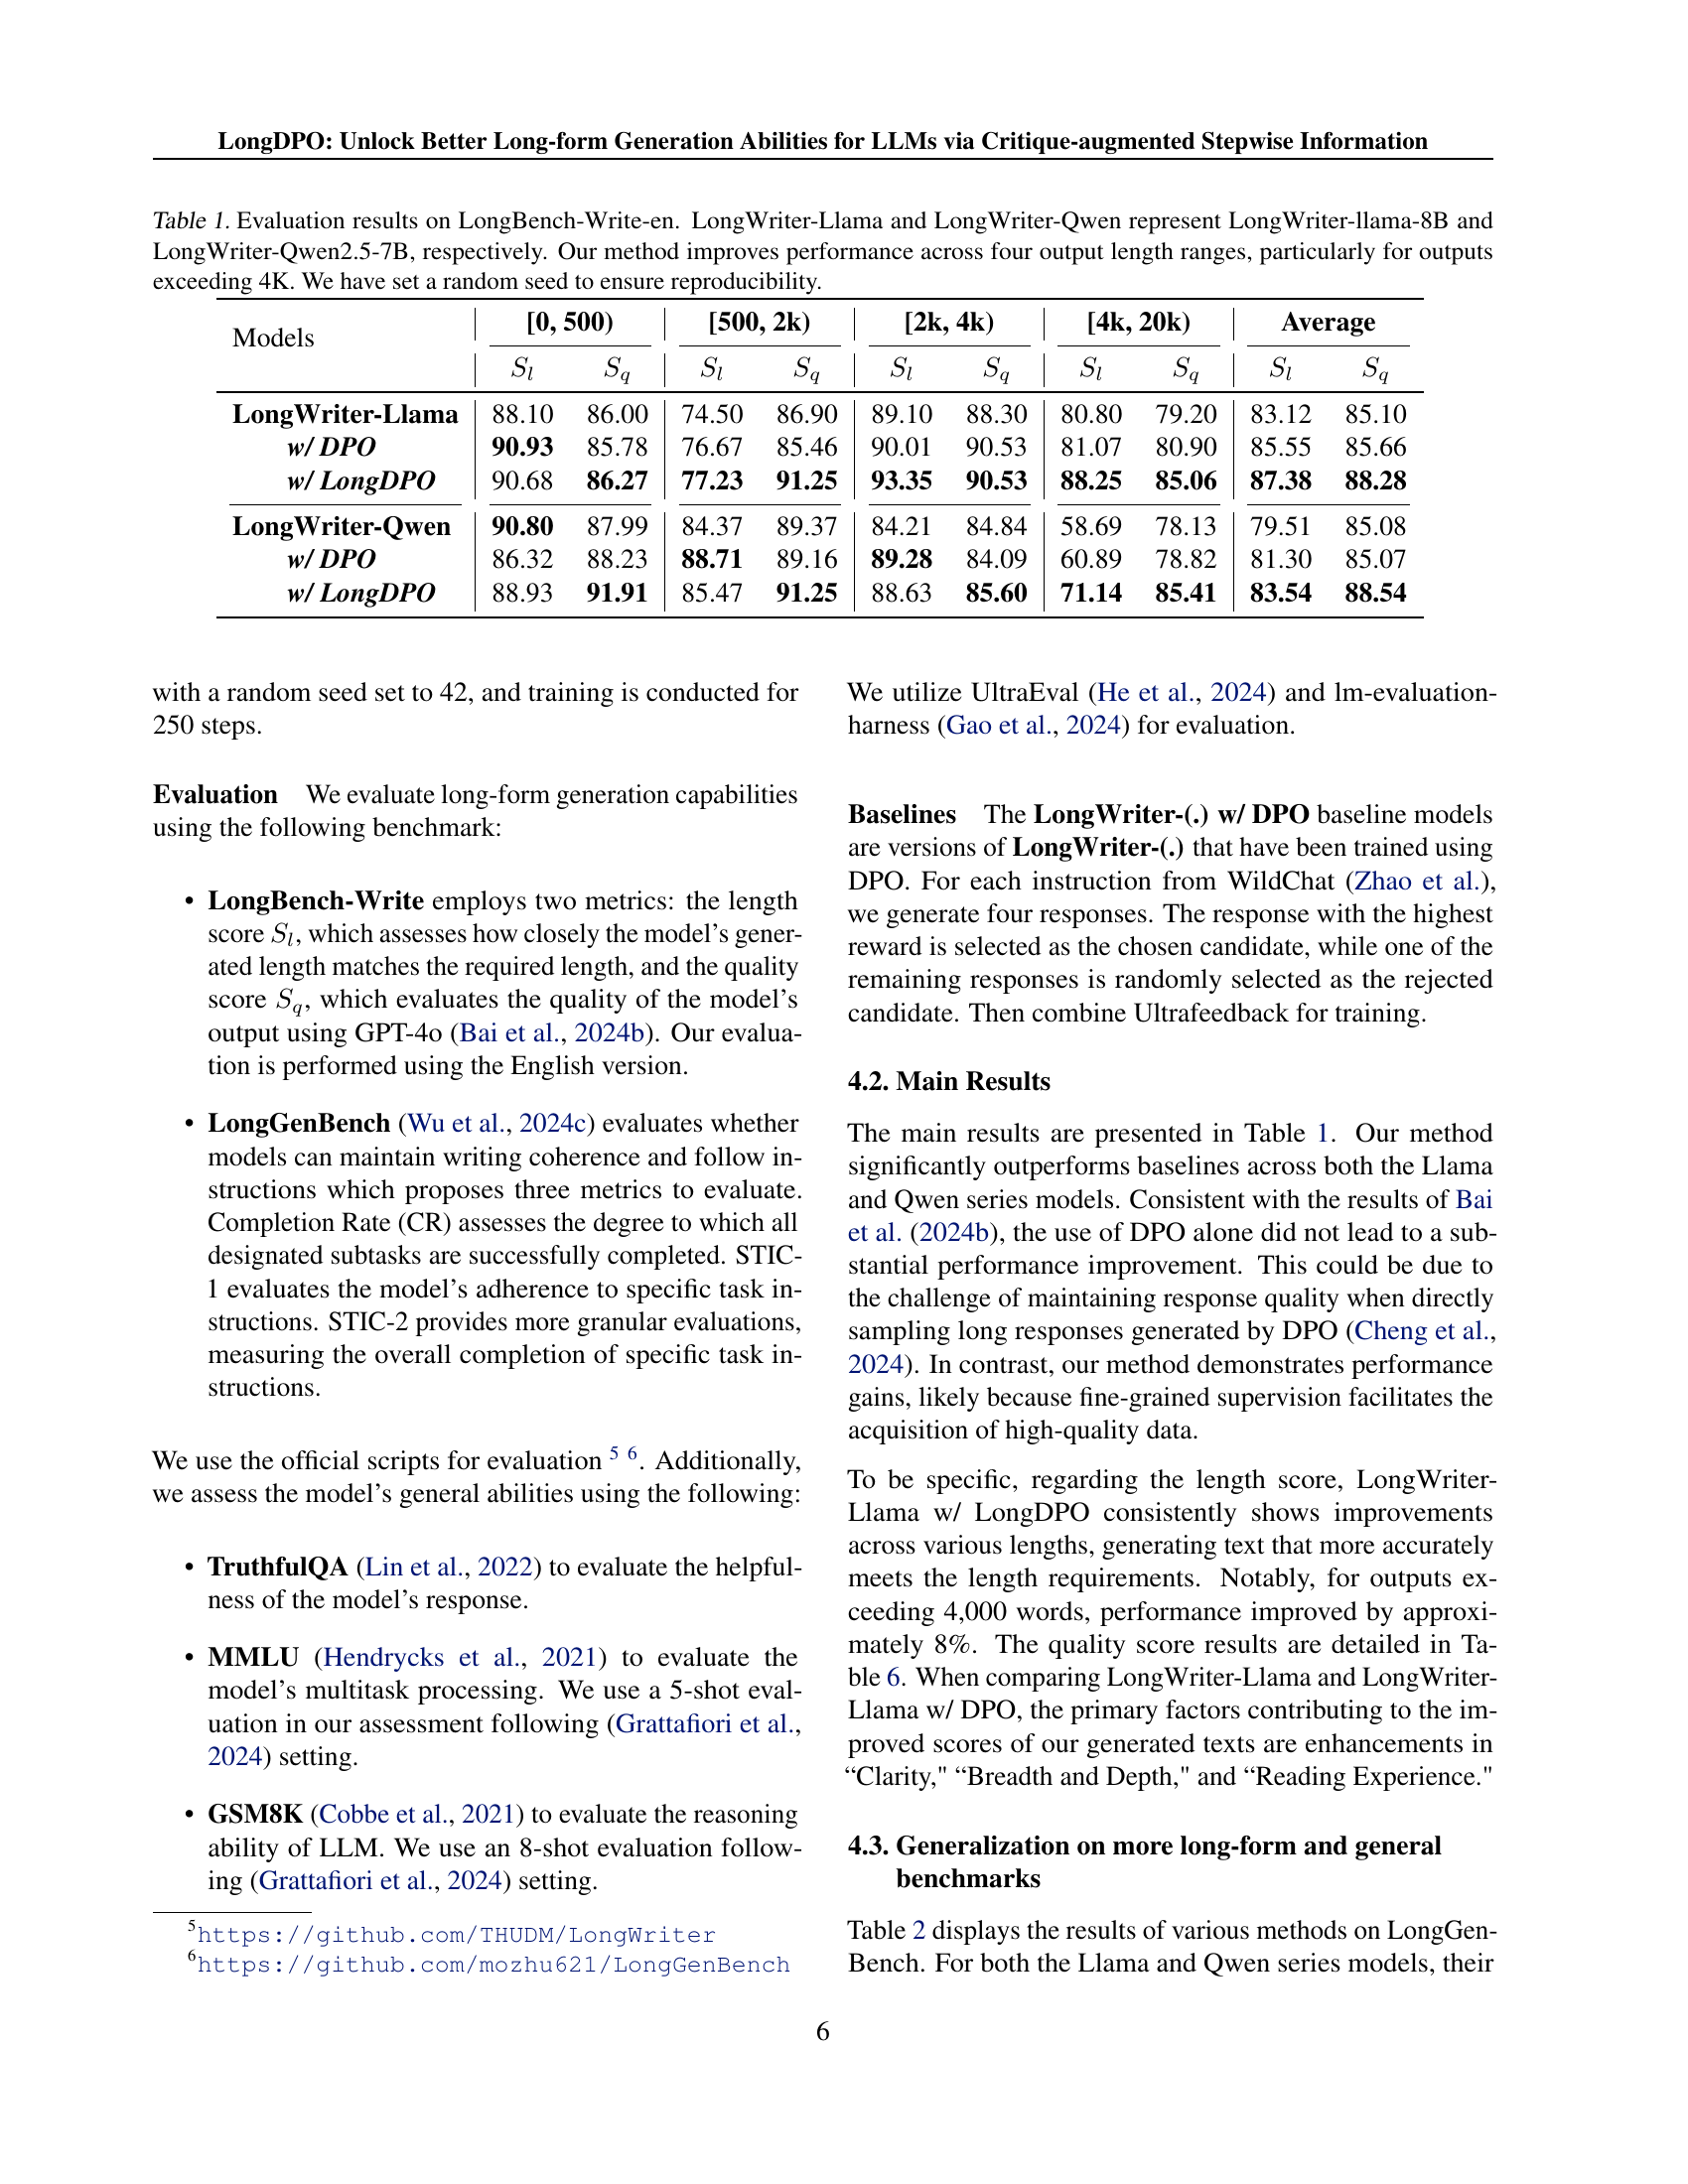 LongDPO: Unlock Better Long-form Generation Abilities for LLMs via Critique-augmented Stepwise Information
Table 1. Evaluation results on LongBench-Write-en. LongWriter-Llama and LongWriter-Qwen represent LongWriter-llama-8B and
LongWriter-Qwen2.5-7B, respectively. Our method improves performance across four output length ranges, particularly for outputs
exceeding 4K. We have set a random seed to ensure reproducibility.
Models [0, 500) [500, 2k) [2k, 4k) [4k, 20k) Average
S_l S_q S_l S_q S_l S_q S_l S_q S_l S_q
LongWriter-Llama 88.10 86.00 74.50 86.90 89.10 88.30 80.80 79.20 83.12 85.10
w/ DPO 90.93 85.78 76.67 85.46 90.01 90.53 81.07 80.90 85.55 85.66
w/ LongDPO 90.68 86.27 77.23 91.25 93.35 90.53 88.25 85.06 87.38 88.28
LongWriter-Qwen 90.80 87.99 84.37 89.37 84.21 84.84 58.69 78.13 79.51 85.08
w/ DPO 86.32 88.23 88.71 89.16 89.28 84.09 60.89 78.82 81.30 85.07
w/ LongDPO 88.93 91.91 85.47 91.25 88.63 85.60 71.14 85.41 83.54 88.54
with a random seed set to 42, and training is conducted for
250 steps.
Evaluation We evaluate long-form generation capabilities
using the following benchmark:
• LongBench-Write employs two metrics: the length
score S_l, which assesses how closely the model's gener-
ated length matches the required length, and the quality
score S_q, which evaluates the quality of the model's
output using GPT-4o (Bai et al., 2024b). Our evalua-
tion is performed using the English version.
• LongGenBench (Wu et al., 2024c) evaluates whether
models can maintain writing coherence and follow in-
structions which proposes three metrics to evaluate.
Completion Rate (CR) assesses the degree to which all
designated subtasks are successfully completed. STIC-
1 evaluates the model's adherence to specific task in-
structions. STIC-2 provides more granular evaluations,
measuring the overall completion of specific task in-
structions.
We use the official scripts for evaluation 5 6. Additionally,
we assess the model's general abilities using the following:
• TruthfulQA (Lin et al., 2022) to evaluate the helpful-
ness of the model's response.
• MMLU (Hendrycks et al., 2021) to evaluate the
model's multitask processing. We use a 5-shot eval-
uation in our assessment following (Grattafiori et al.,
2024) setting.
• GSM8K (Cobbe et al., 2021) to evaluate the reasoning
ability of LLM. We use an 8-shot evaluation follow-
ing (Grattafiori et al., 2024) setting.
5https://github.com/THUDM/LongWriter
6https://github.com/mozhu621/LongGenBench
We utilize UltraEval (He et al., 2024) and lm-evaluation-
harness (Gao et al., 2024) for evaluation.
Baselines The LongWriter-(.) w/ DPO baseline models
are versions of LongWriter-(.) that have been trained using
DPO. For each instruction from WildChat (Zhao et al.),
we generate four responses. The response with the highest
reward is selected as the chosen candidate, while one of the
remaining responses is randomly selected as the rejected
candidate. Then combine Ultrafeedback for training.
4.2. Main Results
The main results are presented in Table 1. Our method
significantly outperforms baselines across both the Llama
and Qwen series models. Consistent with the results of Bai
et al. (2024b), the use of DPO alone did not lead to a sub-
stantial performance improvement. This could be due to
the challenge of maintaining response quality when directly
sampling long responses generated by DPO (Cheng et al.,
2024). In contrast, our method demonstrates performance
gains, likely because fine-grained supervision facilitates the
acquisition of high-quality data.
To be specific, regarding the length score, LongWriter-
Llama w/ LongDPO consistently shows improvements
across various lengths, generating text that more accurately
meets the length requirements. Notably, for outputs ex-
ceeding 4,000 words, performance improved by approxi-
mately 8%. The quality score results are detailed in Ta-
ble 6. When comparing LongWriter-Llama and LongWriter-
Llama w/ DPO, the primary factors contributing to the im-
proved scores of our generated texts are enhancements in
“Clarity," “Breadth and Depth," and “Reading Experience."
4.3. Generalization on more long-form and general
benchmarks
Table 2 displays the results of various methods on LongGen-
Bench. For both the Llama and Qwen series models, their
6